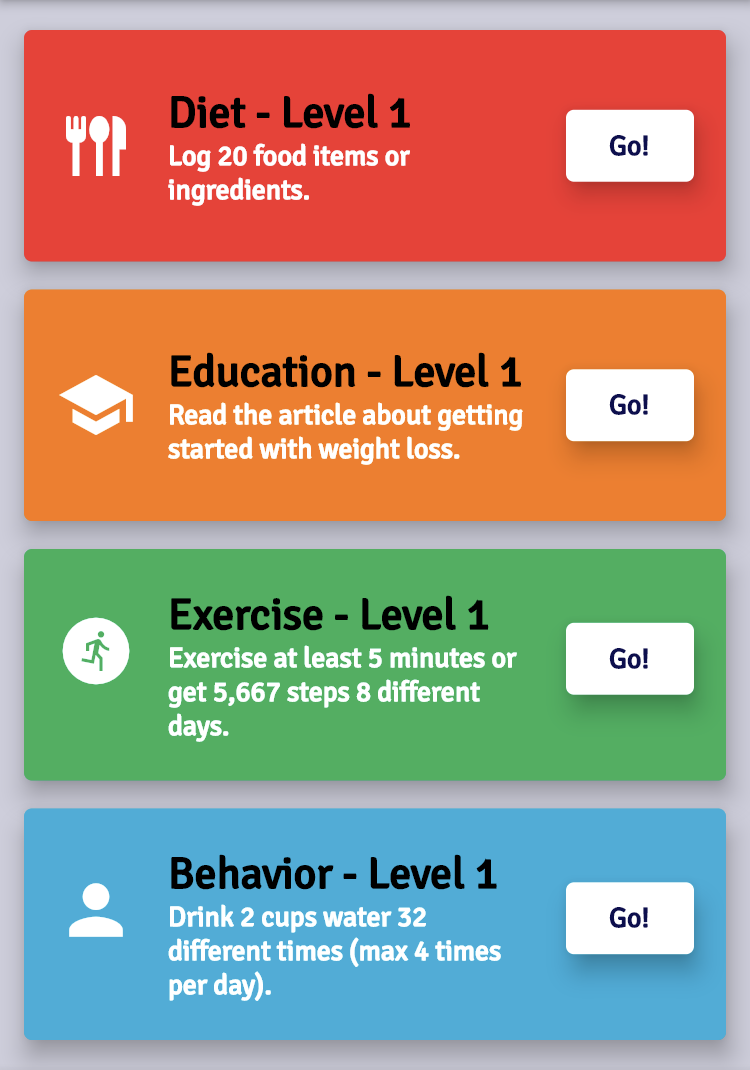 Diet - Level 1
Log 20 food items or
ingredients.
Go!
Education - Level 1
Read the article about getting
started with weight loss.
Go!
Exercise - Level 1
Exercise at least 5 minutes or
get 5,667 steps 8 different
days.
Go!
Behavior - Level 1
Drink 2 cups water 32
different times (max 4 times
per day).
Go!